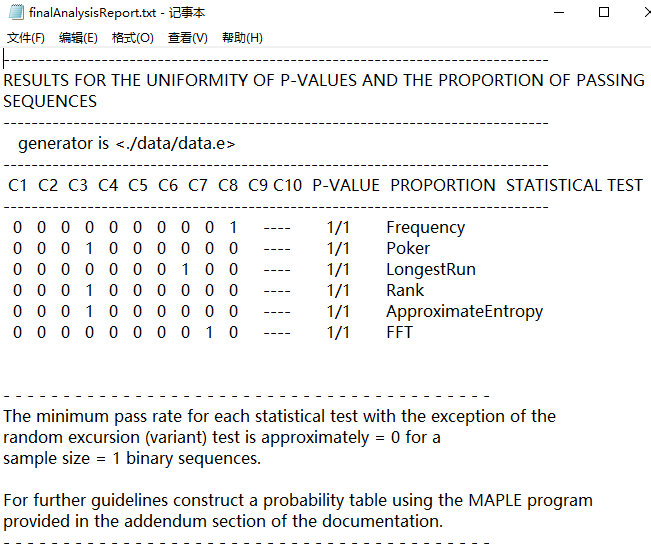 finalAnalysisReport.txt - 记事本
文件(F) 编辑(E) 格式(O) 查看(V) 帮助(H)
------------------------------------------------------------------------------
RESULTS FOR THE UNIFORMITY OF P-VALUES AND THE PROPORTION OF PASSING
SEQUENCES
------------------------------------------------------------------------------
generator is <./data/data.e>
------------------------------------------------------------------------------
C1 C2 C3 C4 C5 C6 C7 C8 C9 C10 P-VALUE PROPORTION STATISTICAL TEST
------------------------------------------------------------------------------
0 0 0 0 0 0 0 0 0 1 ---- 1/1 Frequency
0 0 0 1 0 0 0 0 0 0 ---- 1/1 Poker
0 0 0 0 0 0 0 1 0 0 ---- 1/1 LongestRun
0 0 0 1 0 0 0 0 0 0 ---- 1/1 Rank
0 0 0 1 0 0 0 0 0 0 ---- 1/1 ApproximateEntropy
0 0 0 0 0 0 0 0 1 0 ---- 1/1 FFT
- - - - - - - - - - - - - - - - - - - - - - - - - - - - - - - - - - - - - - - - -
The minimum pass rate for each statistical test with the exception of the
random excursion (variant) test is approximately = 0 for a
sample size = 1 binary sequences.
For further guidelines construct a probability table using the MAPLE program
provided in the addendum section of the documentation.
- - - - - - - - - - - - - - - - - - - - - - - - - - - - - - - - - - - - - - - - -